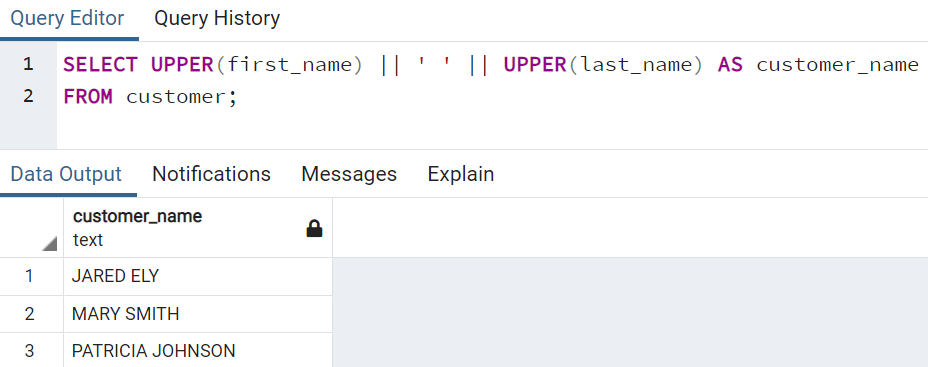 Query Editor Query History
1 SELECT UPPER(first_name) || ' ' || UPPER(last_name) AS customer_name
2 FROM customer;
Data Output Notifications Messages Explain
customer_name
text
1 JARED ELY
2 MARY SMITH
3 PATRICIA JOHNSON